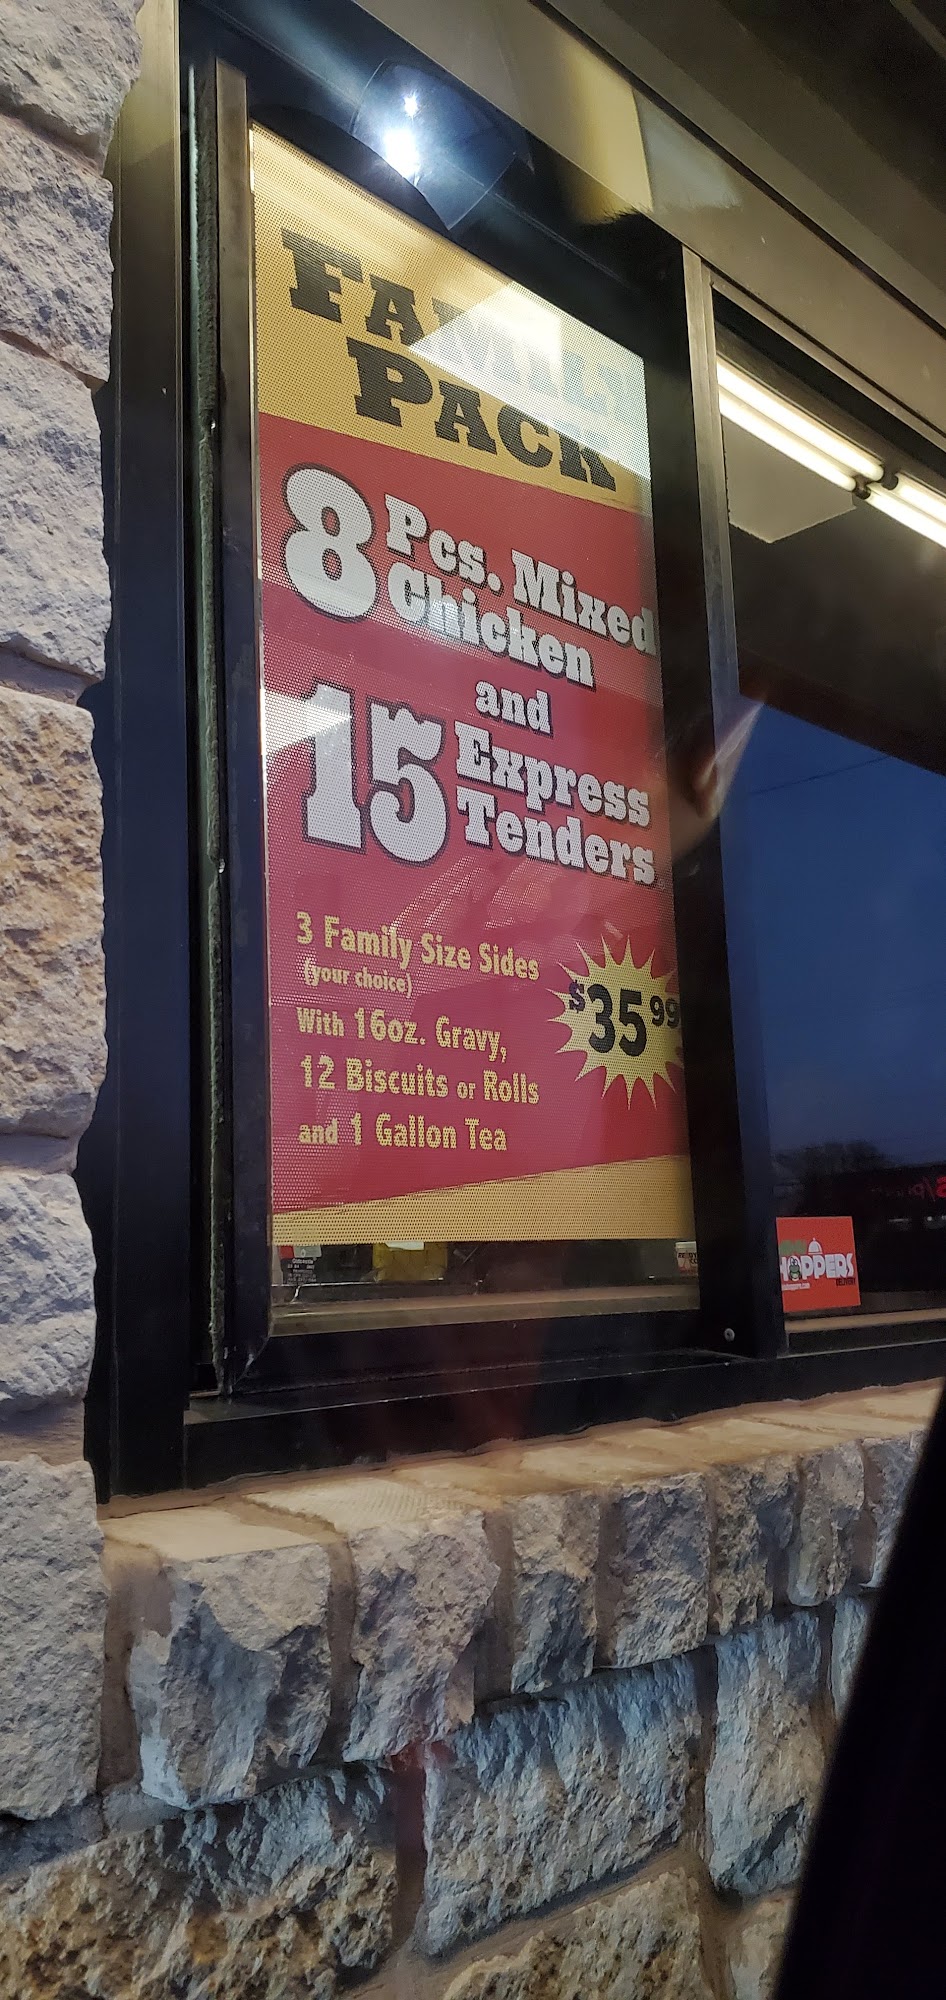 FAMILY
PACK
8 Pcs. Mixed
Chicken
and
15 Express
Tenders
3 Family Size Sides
(your choice)
With 16oz. Gravy,
12 Biscuits or Rolls
and 1 Gallon Tea
$35.99
HOPPERS
DELIVERY